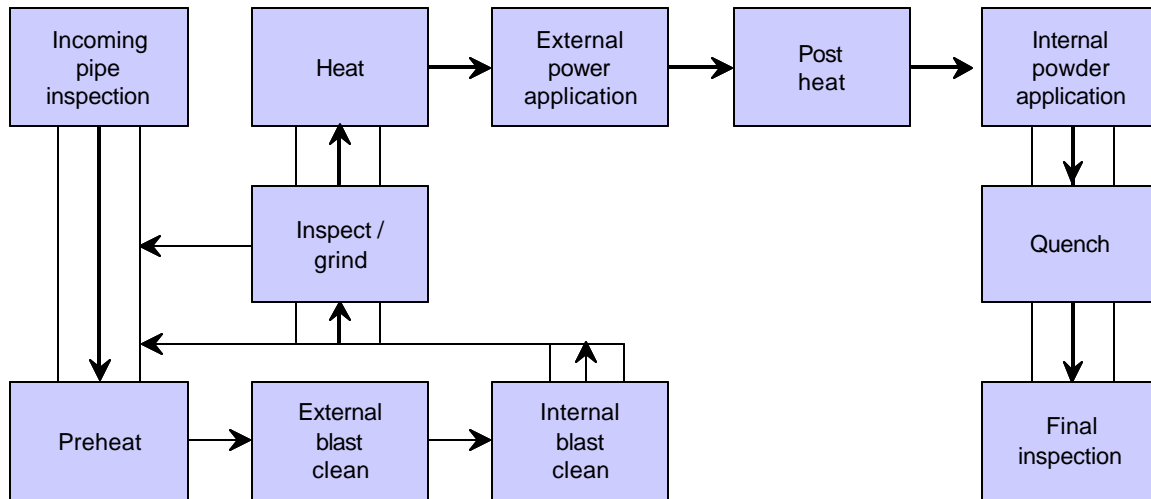 Incoming
pipe
inspection
Heat
External
power
application
Post
heat
Internal
powder
application
Inspect /
grind
Quench
Preheat
External
blast
clean
Internal
blast
clean
Final
inspection